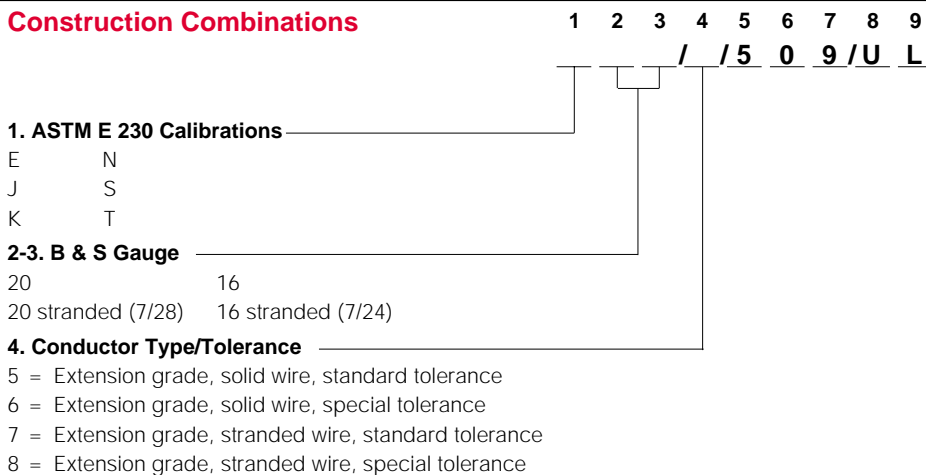 Construction Combinations 1 2 3 4 5 6 7 8 9
/ / 5 0 9 / U L
1. ASTM E 230 Calibrations
E N
J S
K T
2-3. B & S Gauge
20 16
20 stranded (7/28) 16 stranded (7/24)
4. Conductor Type/Tolerance
5 = Extension grade, solid wire, standard tolerance
6 = Extension grade, solid wire, special tolerance
7 = Extension grade, stranded wire, standard tolerance
8 = Extension grade, stranded wire, special tolerance